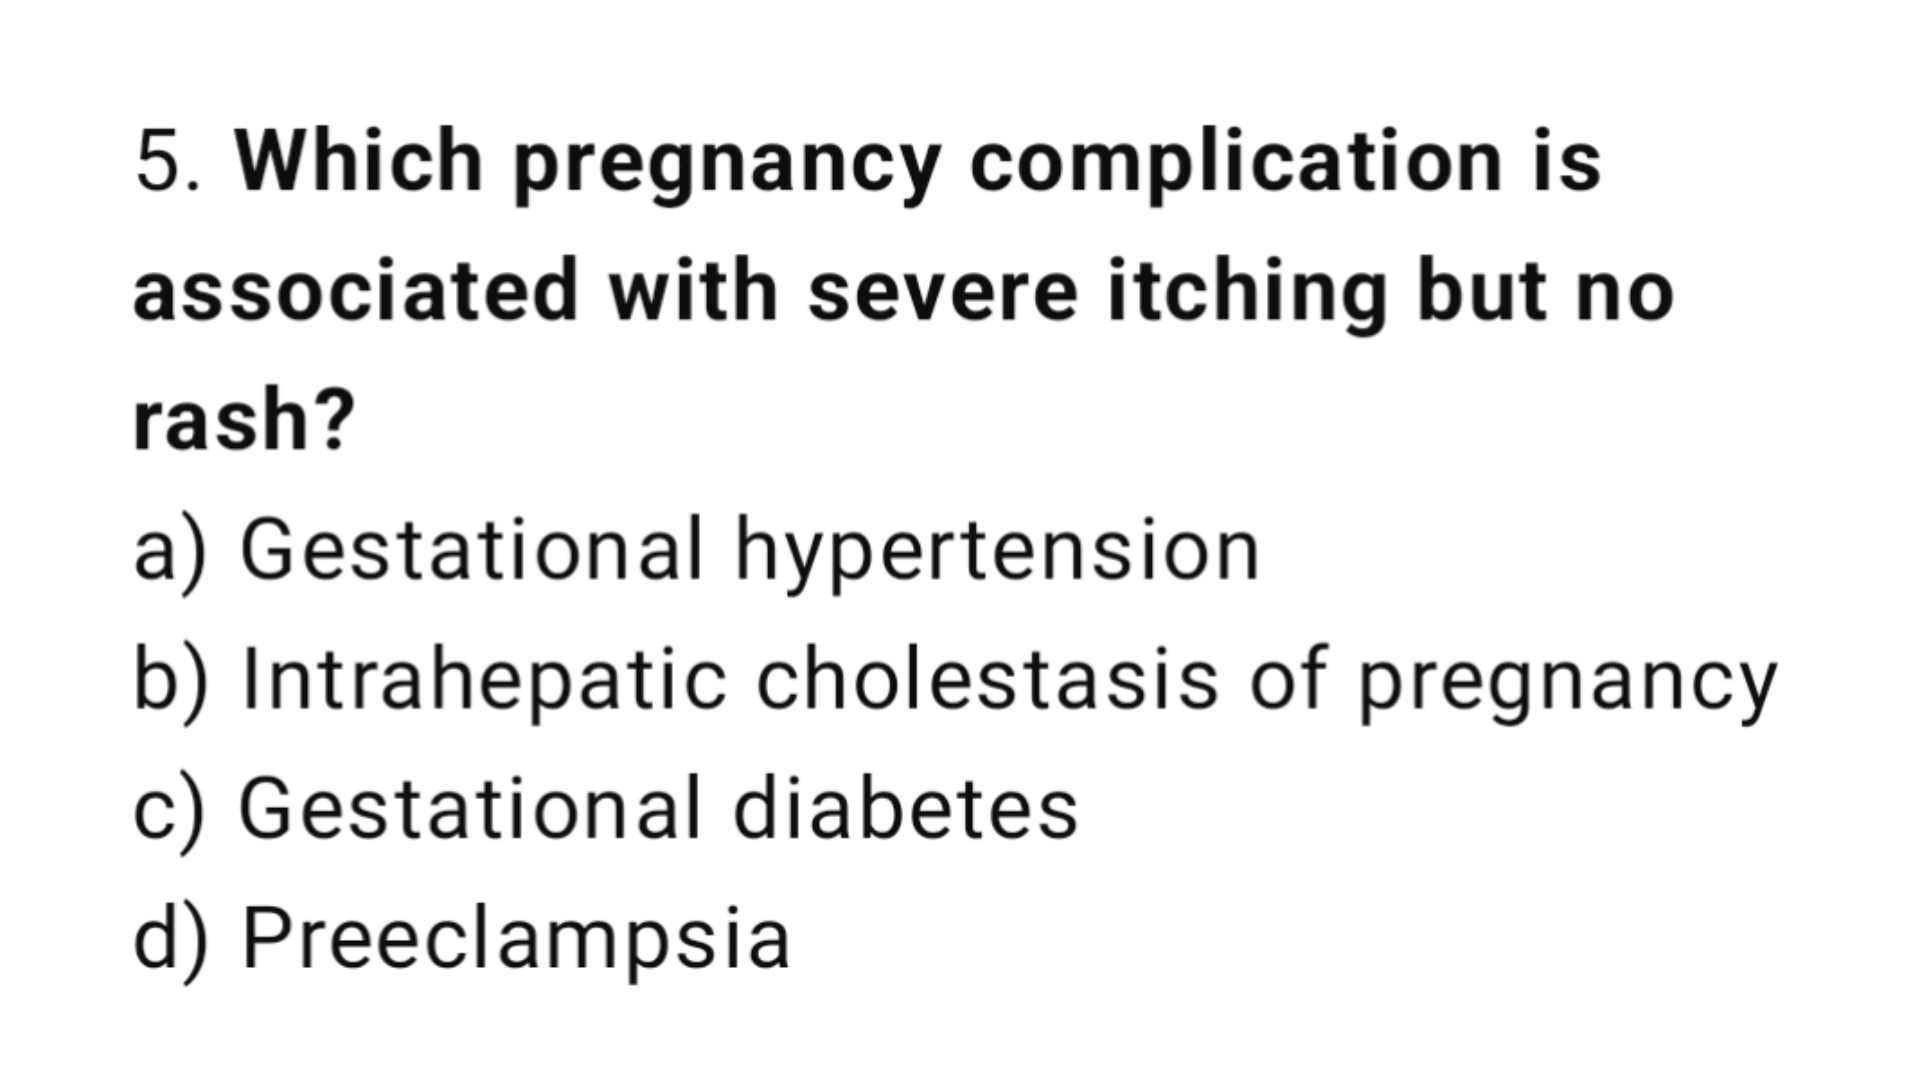 5. Which pregnancy complication is
associated with severe itching but no
rash?
a) Gestational hypertension
b) Intrahepatic cholestasis of pregnancy
c) Gestational diabetes
d) Preeclampsia